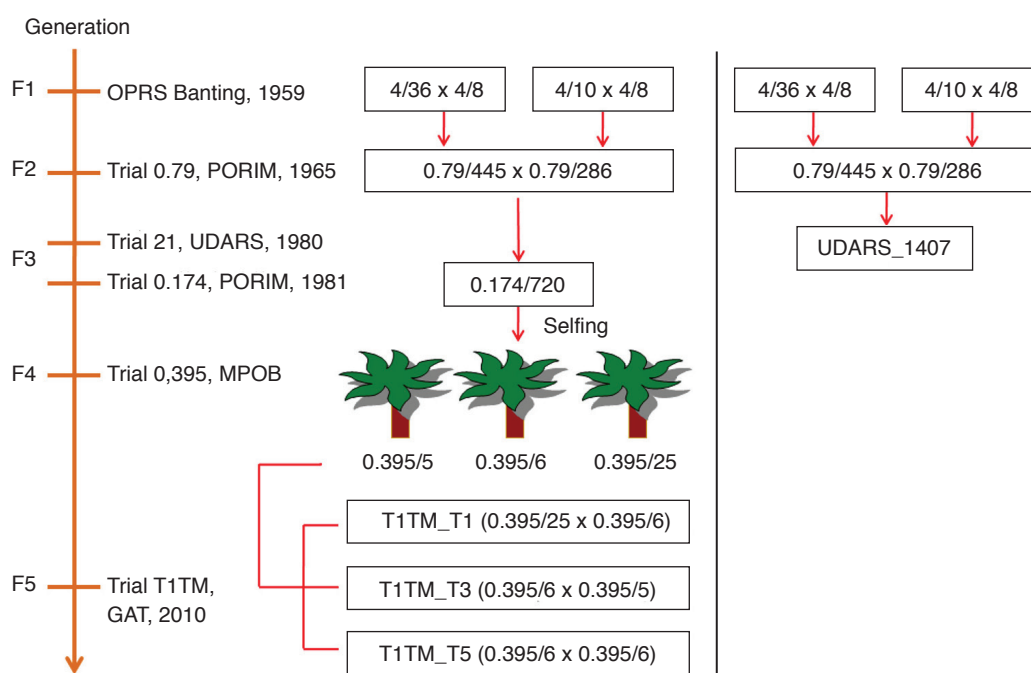 Generation
F1
OPRS Banting, 1959
4/36 x 4/8
4/10 x 4/8
4/36 x 4/8
4/10 x 4/8
F2
Trial 0.79, PORIM, 1965
0.79/445 x 0.79/286
0.79/445 x 0.79/286
Trial 21, UDARS, 1980
UDARS_1407
F3
Trial 0.174, PORIM, 1981
0.174/720
Selfing
F4
Trial 0,395, MPOB
0.395/5
0.395/6
0.395/25
T1TM_T1 (0.395/25 x 0.395/6)
F5
Trial T1TM,
GAT, 2010
T1TM_T3 (0.395/6 x 0.395/5)
T1TM_T5 (0.395/6 x 0.395/6)